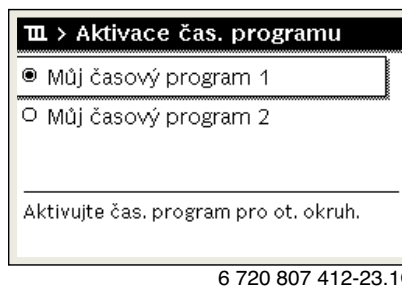 > Aktivace čas. programu
Můj časový program 1
Můj časový program 2
Aktivujte čas. program pro ot. okruh.
6 720 807 412-23.1